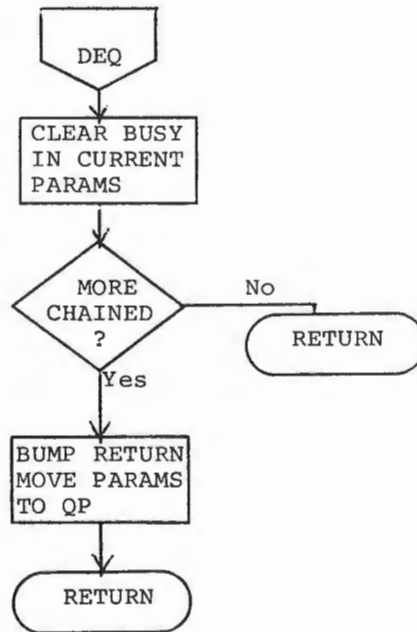 DEQ
CLEAR BUSY
IN CURRENT
PARAMS
MORE
CHAINED
?
No
RETURN
Yes
BUMP RETURN
MOVE PARAMS
TO QP
RETURN